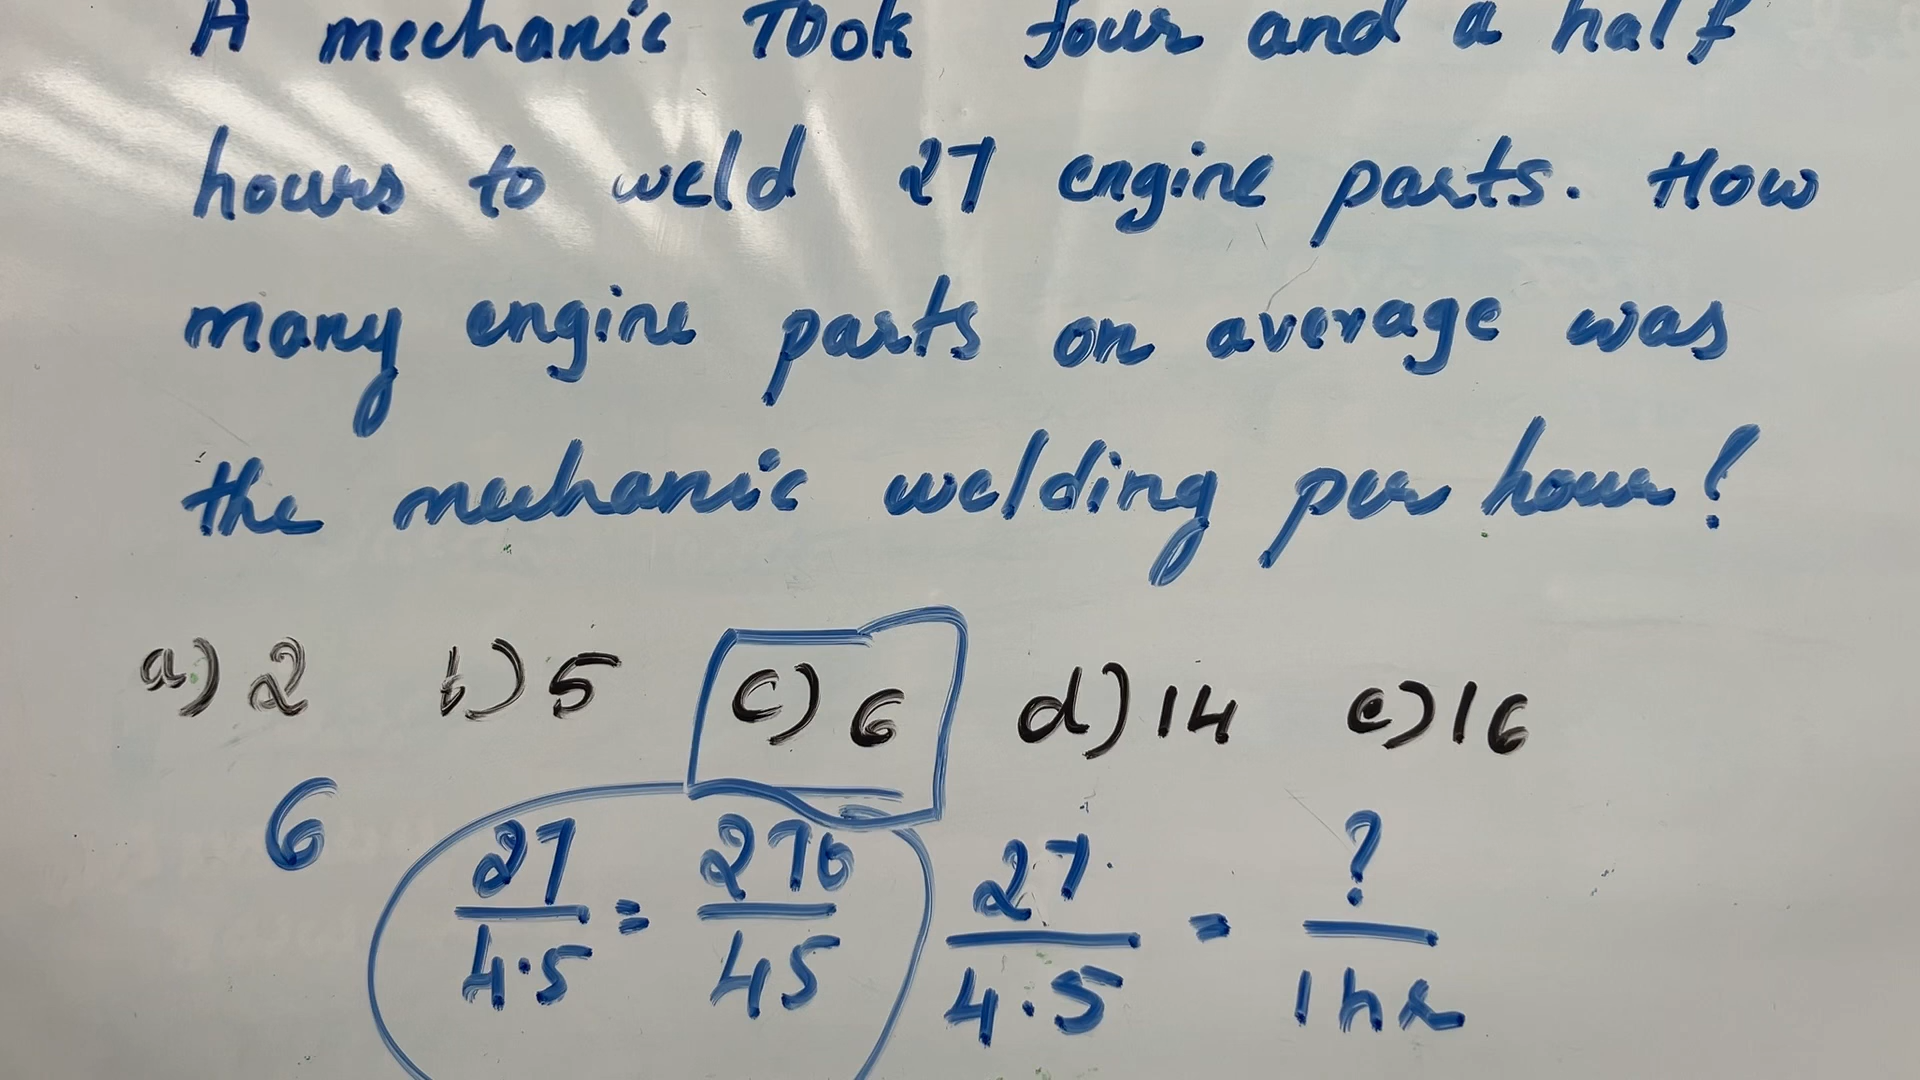 A mechanic Took four and a half
hours to weld 27 engine parts. How
many engine parts on average was
the mechanic welding per hour?
a) 2 b) 5 c) 6 d) 14 e) 16
6 27/4.5 = 270/45 27/4.5 = ?/1hr